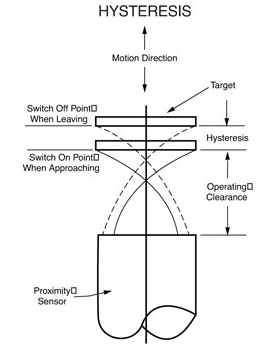 HYSTERESIS
Motion Direction
Target
Switch Off Point
When Leaving
Hysteresis
Switch On Point
When Approaching
Operating
Clearance
Proximity
Sensor